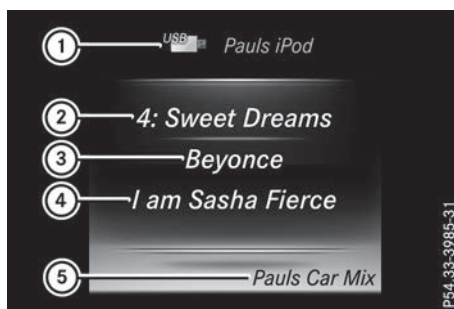 1 USB Pauls iPod
2 4: Sweet Dreams
3 Beyonce
4 I am Sasha Fierce
5 Pauls Car Mix
P54.33-3985-31